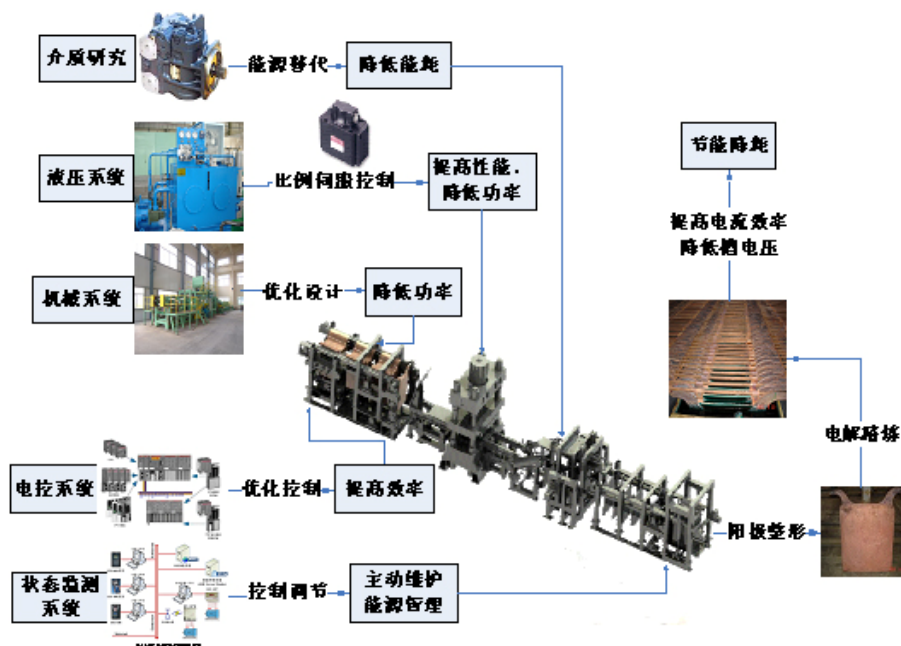 介质研究
能源替代
降低能耗
液压系统
比例伺服控制
提高性能、
降低功率
节能降耗
提高电流效率
降低槽电压
机械系统
优化设计
降低功率
电解精炼
电控系统
优化控制
提高效率
阳极整形
状态监测
系统
控制调节
主动维护
能源管理